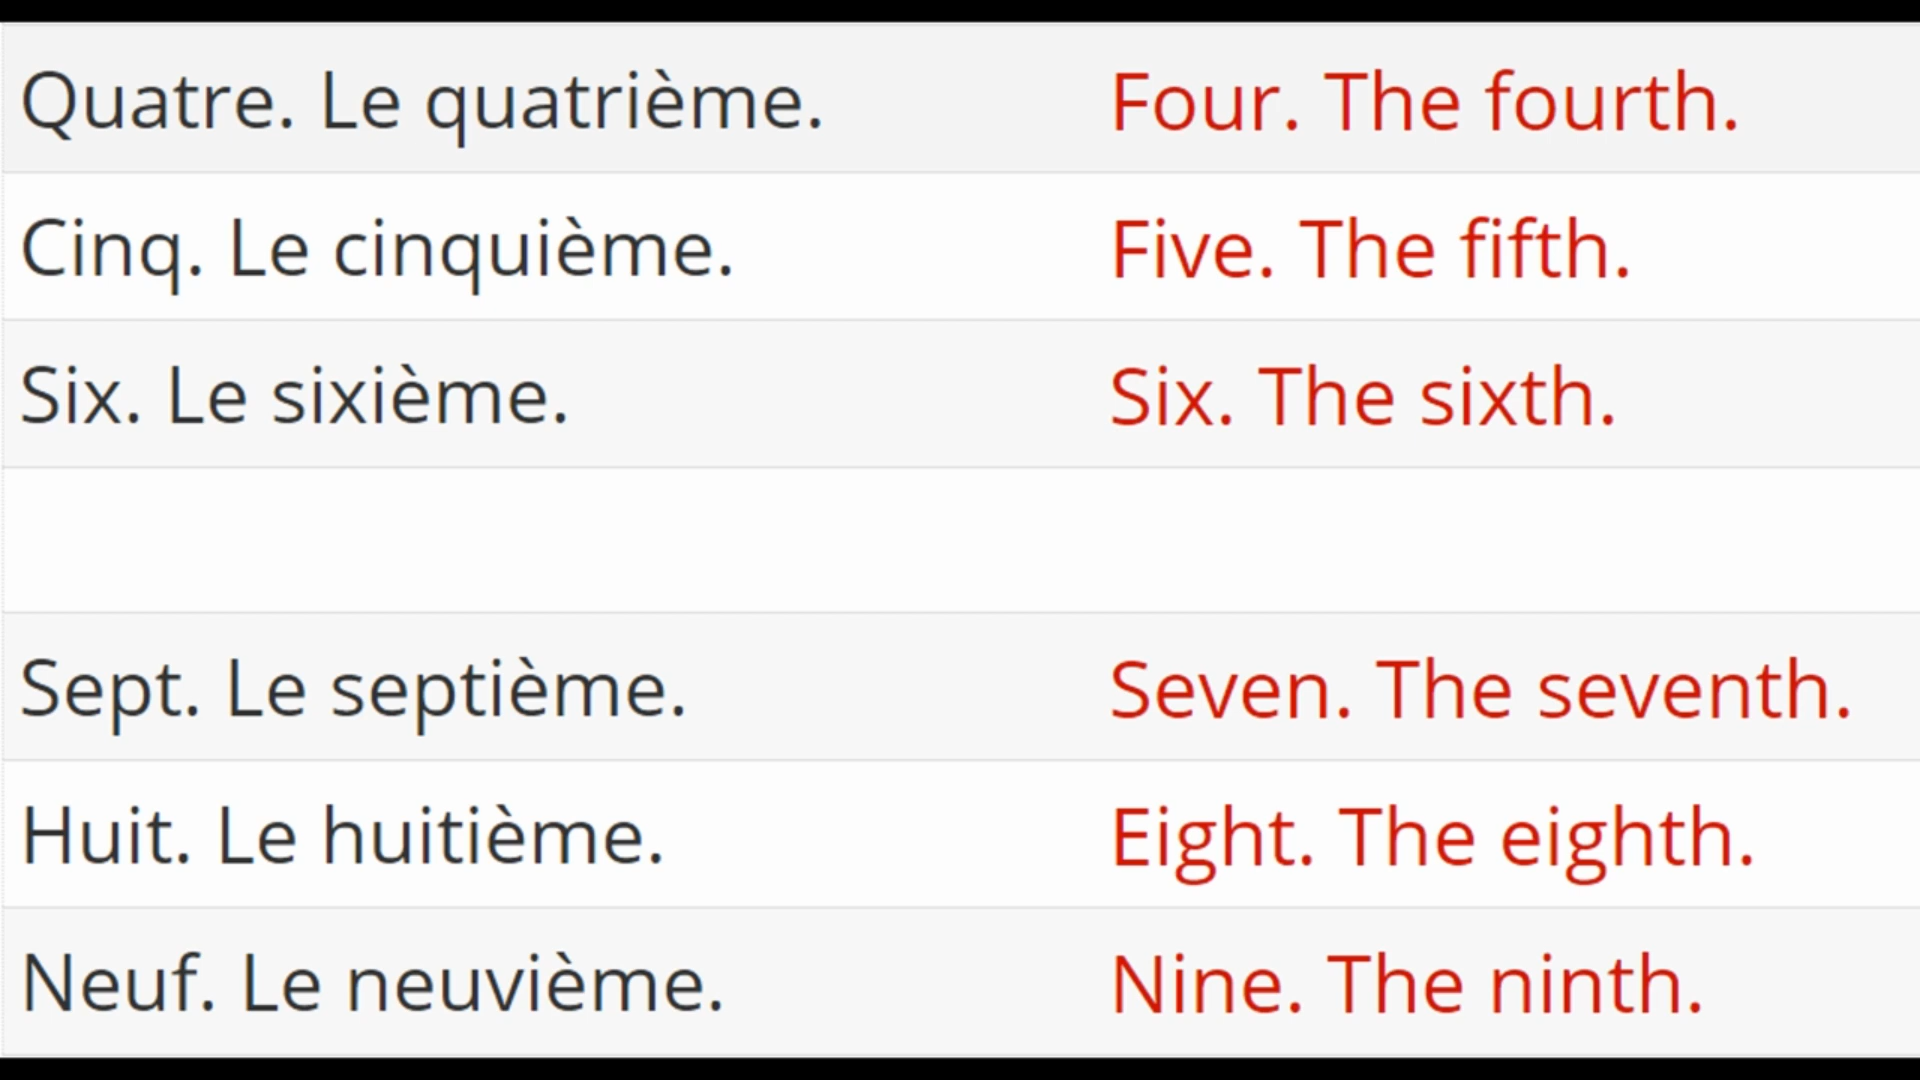 Quatre. Le quatrième. Four. The fourth.
Cinq. Le cinquième. Five. The fifth.
Six. Le sixième. Six. The sixth.
Sept. Le septième. Seven. The seventh.
Huit. Le huitième. Eight. The eighth.
Neuf. Le neuvième. Nine. The ninth.